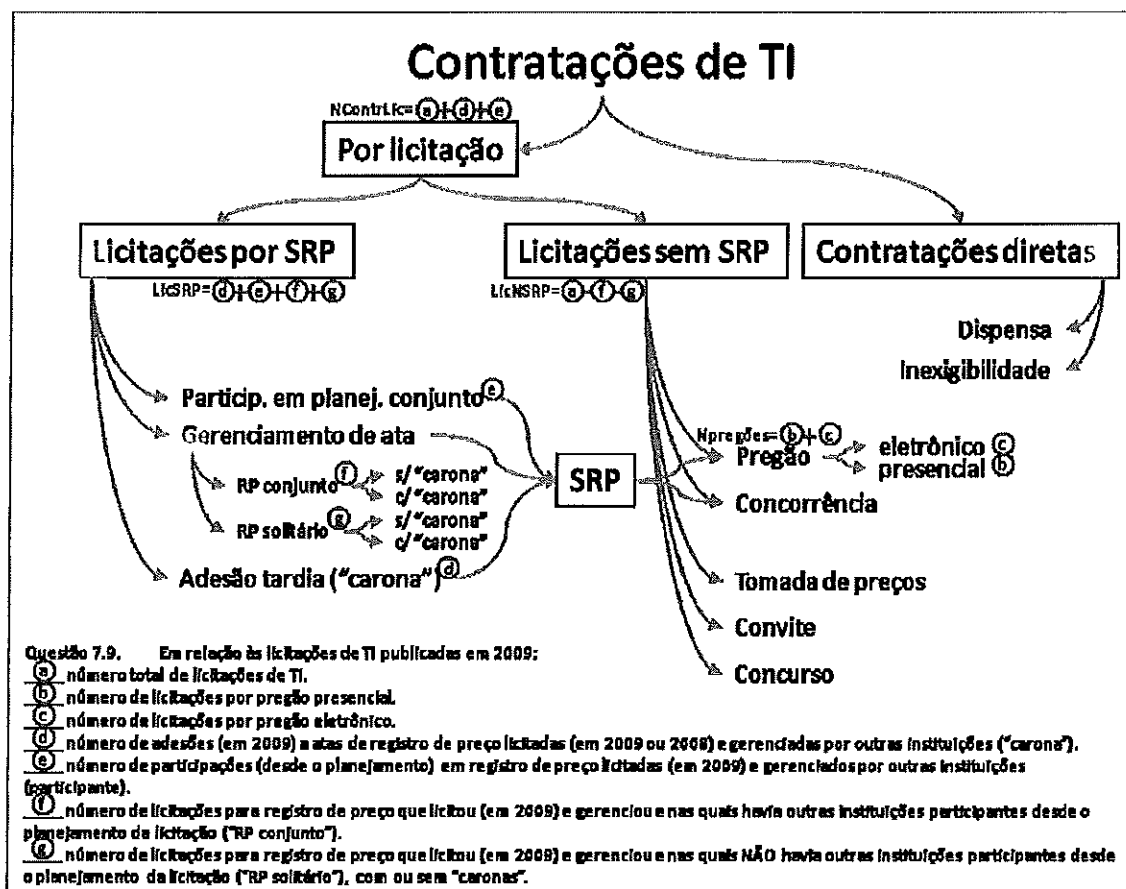 Contratações de TI
NContrLic=ⓐ+ⓓ+ⓔ
Por licitação
Licitações por SRP
LicSRP=ⓓ+ⓔ+ⓕ+ⓖ
Licitações sem SRP
LicNSRP=ⓐ-ⓕ-ⓖ
Contratações diretas
Dispensa
Inexigibilidade
Particip. em planej. conjunto ⓔ
Gerenciamento de ata
RP conjunto ⓕ
s/ "carona"
c/ "carona"
RP solitário ⓖ
s/ "carona"
c/ "carona"
Adesão tardia ("carona") ⓓ
SRP
Npregões=ⓑ+ⓒ
Pregão
eletrônico ⓒ
presencial ⓑ
Concorrência
Tomada de preços
Convite
Concurso
Questão 7.9. Em relação às licitações de TI publicadas em 2009:
ⓐ número total de licitações de TI.
ⓑ número de licitações por pregão presencial.
ⓒ número de licitações por pregão eletrônico.
ⓓ número de adesões (em 2009) a atas de registro de preço licitadas (em 2009 ou 2008) e gerenciadas por outras instituições ("carona").
ⓔ número de participações (desde o planejamento) em registro de preço licitadas (em 2009) e gerenciados por outras instituições
(participante).
ⓕ número de licitações para registro de preço que licitou (em 2009) e gerenciou e nas quais havia outras instituições participantes desde o
planejamento da licitação ("RP conjunto").
ⓖ número de licitações para registro de preço que licitou (em 2009) e gerenciou e nas quais NÃO havia outras instituições participantes desde
o planejamento da licitação ("RP solitário"), com ou sem "caronas".